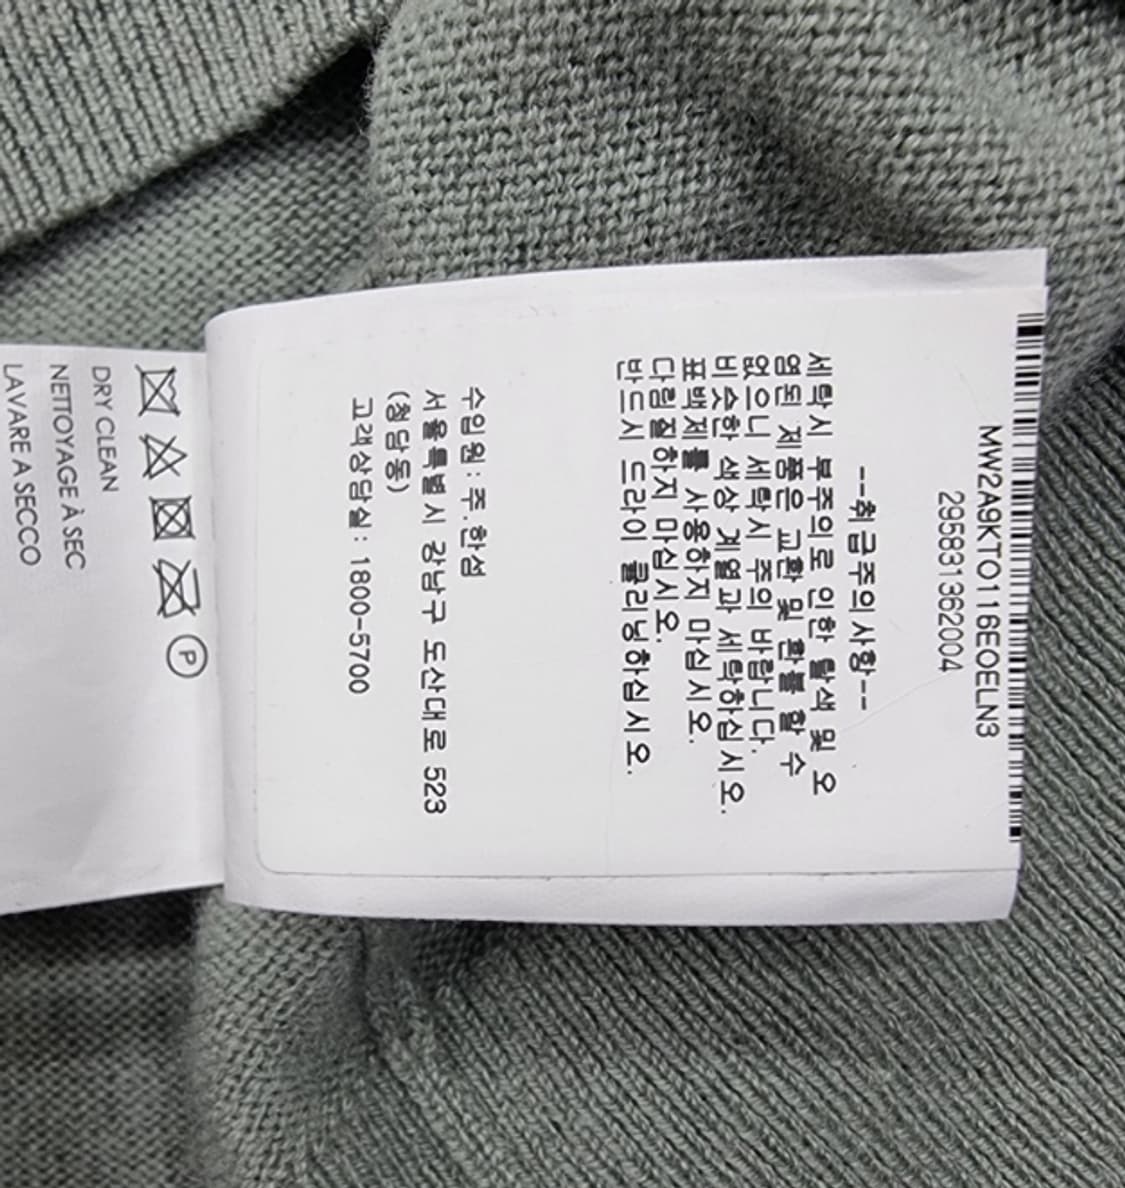 MW2A9KTO116EOELN3
295831362004
--취급주의사항--
세탁시 부주의로 인한 탈색 및 오
염된 제품은 교환 및 환불 할 수
없으니 세탁시 주의 바랍니다.
비슷한 색상 계열과 세탁하십시오.
표백제를 사용하지 마십시오.
다림질하지 마십시오.
반드시 드라이 클리닝하십시오.
수입원: 주.한섬
서울특별시 강남구 도산대로 523
(청담동)
고객상담실: 1800-5700
P
DRY CLEAN
NETTOYAGE À SEC
LAVARE A SECCO